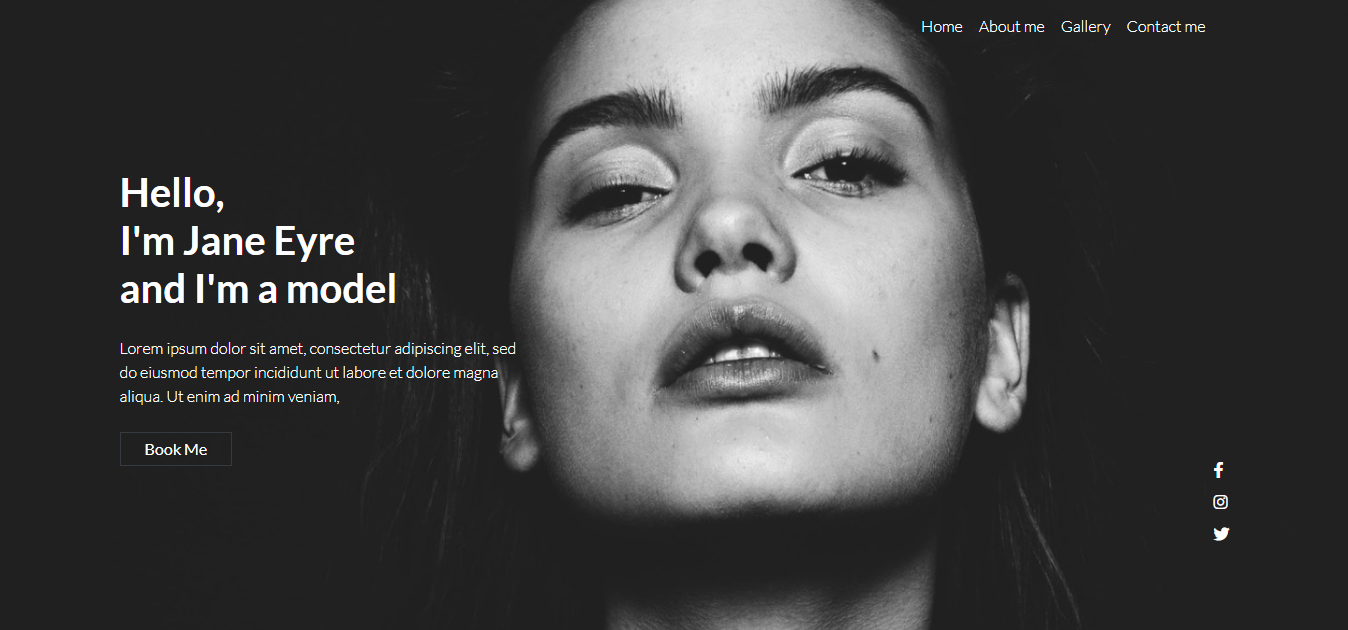 Home About me Gallery Contact me
Hello,
I'm Jane Eyre
and I'm a model
Lorem ipsum dolor sit amet, consectetur adipiscing elit, sed
do eiusmod tempor incididunt ut labore et dolore magna
aliqua. Ut enim ad minim veniam,
Book Me